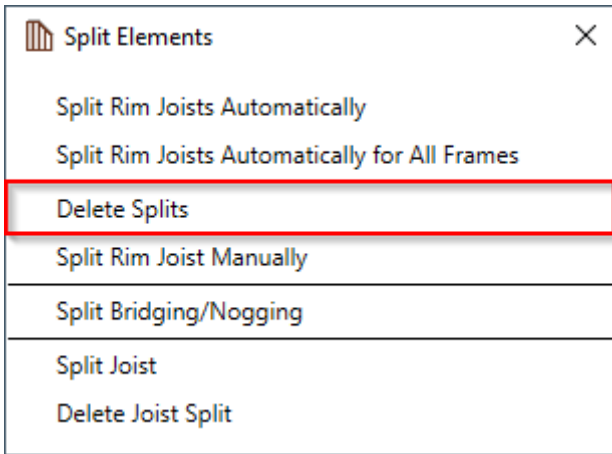 Split Elements
Split Rim Joists Automatically
Split Rim Joists Automatically for All Frames
Delete Splits
Split Rim Joist Manually
Split Bridging/Nogging
Split Joist
Delete Joist Split